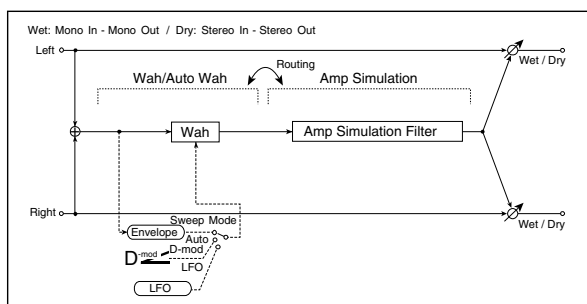 Wet: Mono In - Mono Out / Dry: Stereo In - Stereo Out
Left
Wet / Dry
Routing
Wah/Auto Wah
Amp Simulation
Wah
Amp Simulation Filter
Right
Wet / Dry
Sweep Mode
Envelope
Auto
D-mod
D-mod
LFO
LFO